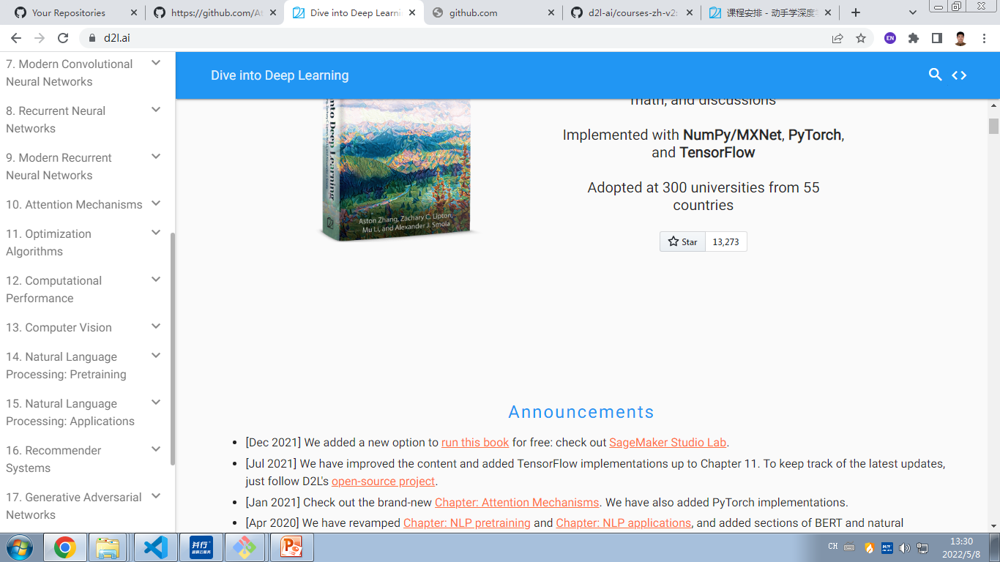 Your Repositories
https://github.com/A
Dive into Deep Learni
github.com
d2l-ai/courses-zh-v2
课程安排 - 动手学深度
d2l.ai
EN
7. Modern Convolutional
Neural Networks
8. Recurrent Neural
Networks
9. Modern Recurrent
Neural Networks
10. Attention Mechanisms
11. Optimization
Algorithms
12. Computational
Performance
13. Computer Vision
14. Natural Language
Processing: Pretraining
15. Natural Language
Processing: Applications
16. Recommender
Systems
17. Generative Adversarial
Networks
Dive into Deep Learning
into Deep Learning
Aston Zhang, Zachary C. Lipton,
Mu Li, and Alexander J. Smola
math, and discussions
Implemented with NumPy/MXNet, PyTorch,
and TensorFlow
Adopted at 300 universities from 55
countries
Star 13,273
Announcements
[Dec 2021] We added a new option to run this book for free: check out SageMaker Studio Lab.
[Jul 2021] We have improved the content and added TensorFlow implementations up to Chapter 11. To keep track of the latest updates,
just follow D2L's open-source project.
[Jan 2021] Check out the brand-new Chapter: Attention Mechanisms. We have also added PyTorch implementations.
[Apr 2020] We have revamped Chapter: NLP pretraining and Chapter: NLP applications, and added sections of BERT and natural
并行
CH
13:30
2022/5/8